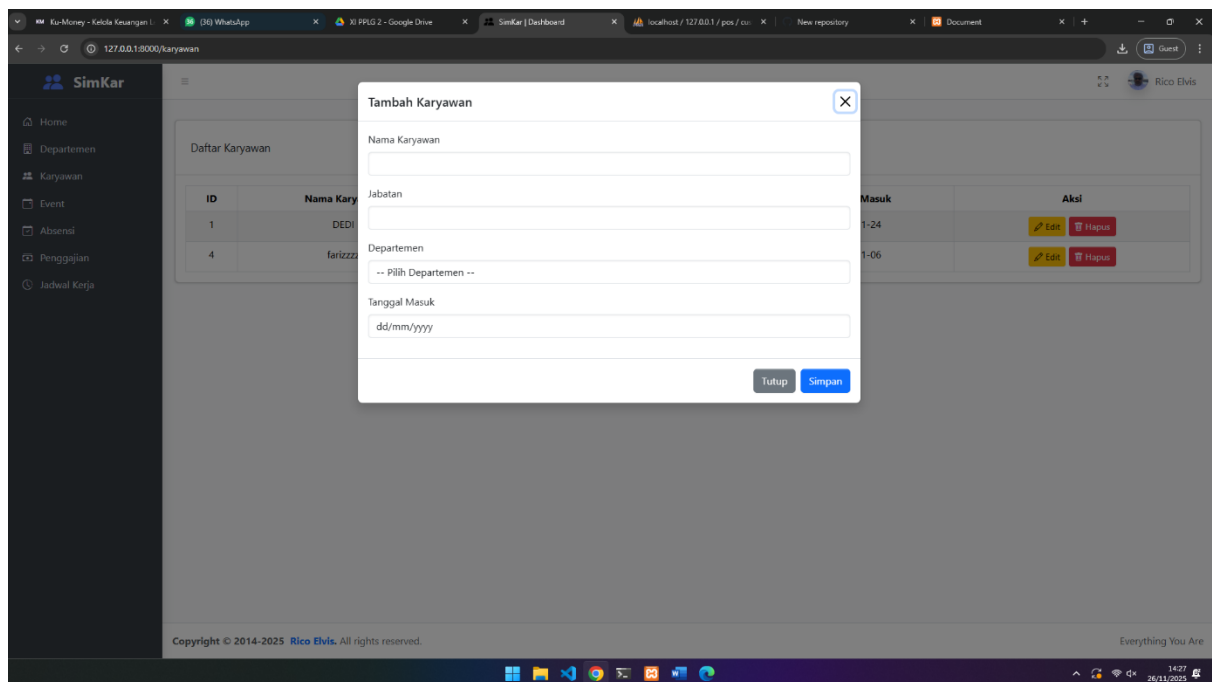 Ku-Money - Kelola Keuangan L
(36) WhatsApp
XI PPLG 2 - Google Drive
SimKar | Dashboard
localhost / 127.0.0.1 / pos / cu
New repository
Document
127.0.0.1:8000/karyawan
Guest
SimKar
Rico Elvis
Tambah Karyawan
Home
Departemen
Karyawan
Event
Absensi
Penggajian
Jadwal Kerja
Daftar Karyawan
ID Nama Kary Masuk Aksi
1 DEDI 1-24 Edit Hapus
4 farizzz 1-06 Edit Hapus
Nama Karyawan
Jabatan
Departemen
-- Pilih Departemen --
Tanggal Masuk
dd/mm/yyyy
Tutup Simpan
Copyright © 2014-2025 Rico Elvis. All rights reserved.
Everything You Are
14:27
26/11/2025